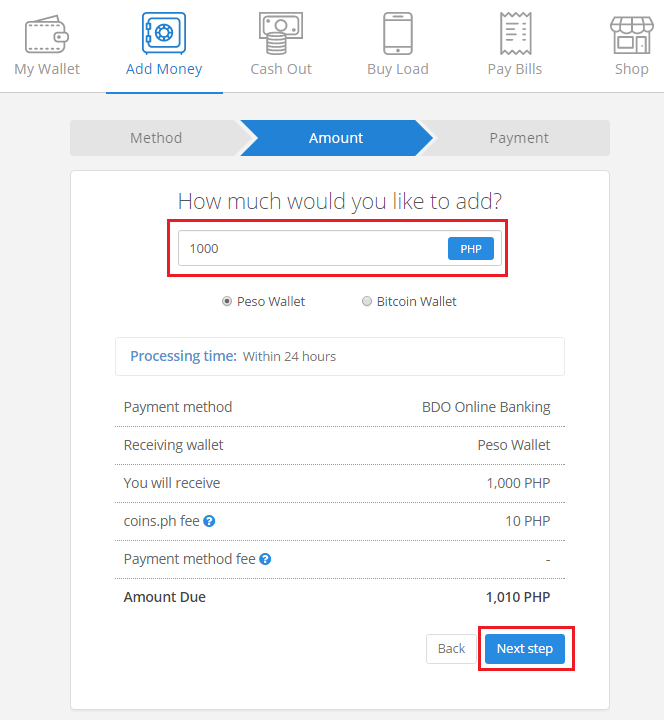 My Wallet Add Money Cash Out Buy Load Pay Bills Shop
Method Amount Payment
How much would you like to add?
1000 PHP
Peso Wallet Bitcoin Wallet
Processing time: Within 24 hours
Payment method BDO Online Banking
Receiving wallet Peso Wallet
You will receive 1,000 PHP
coins.ph fee ? 10 PHP
Payment method fee ? -
Amount Due 1,010 PHP
Back Next step